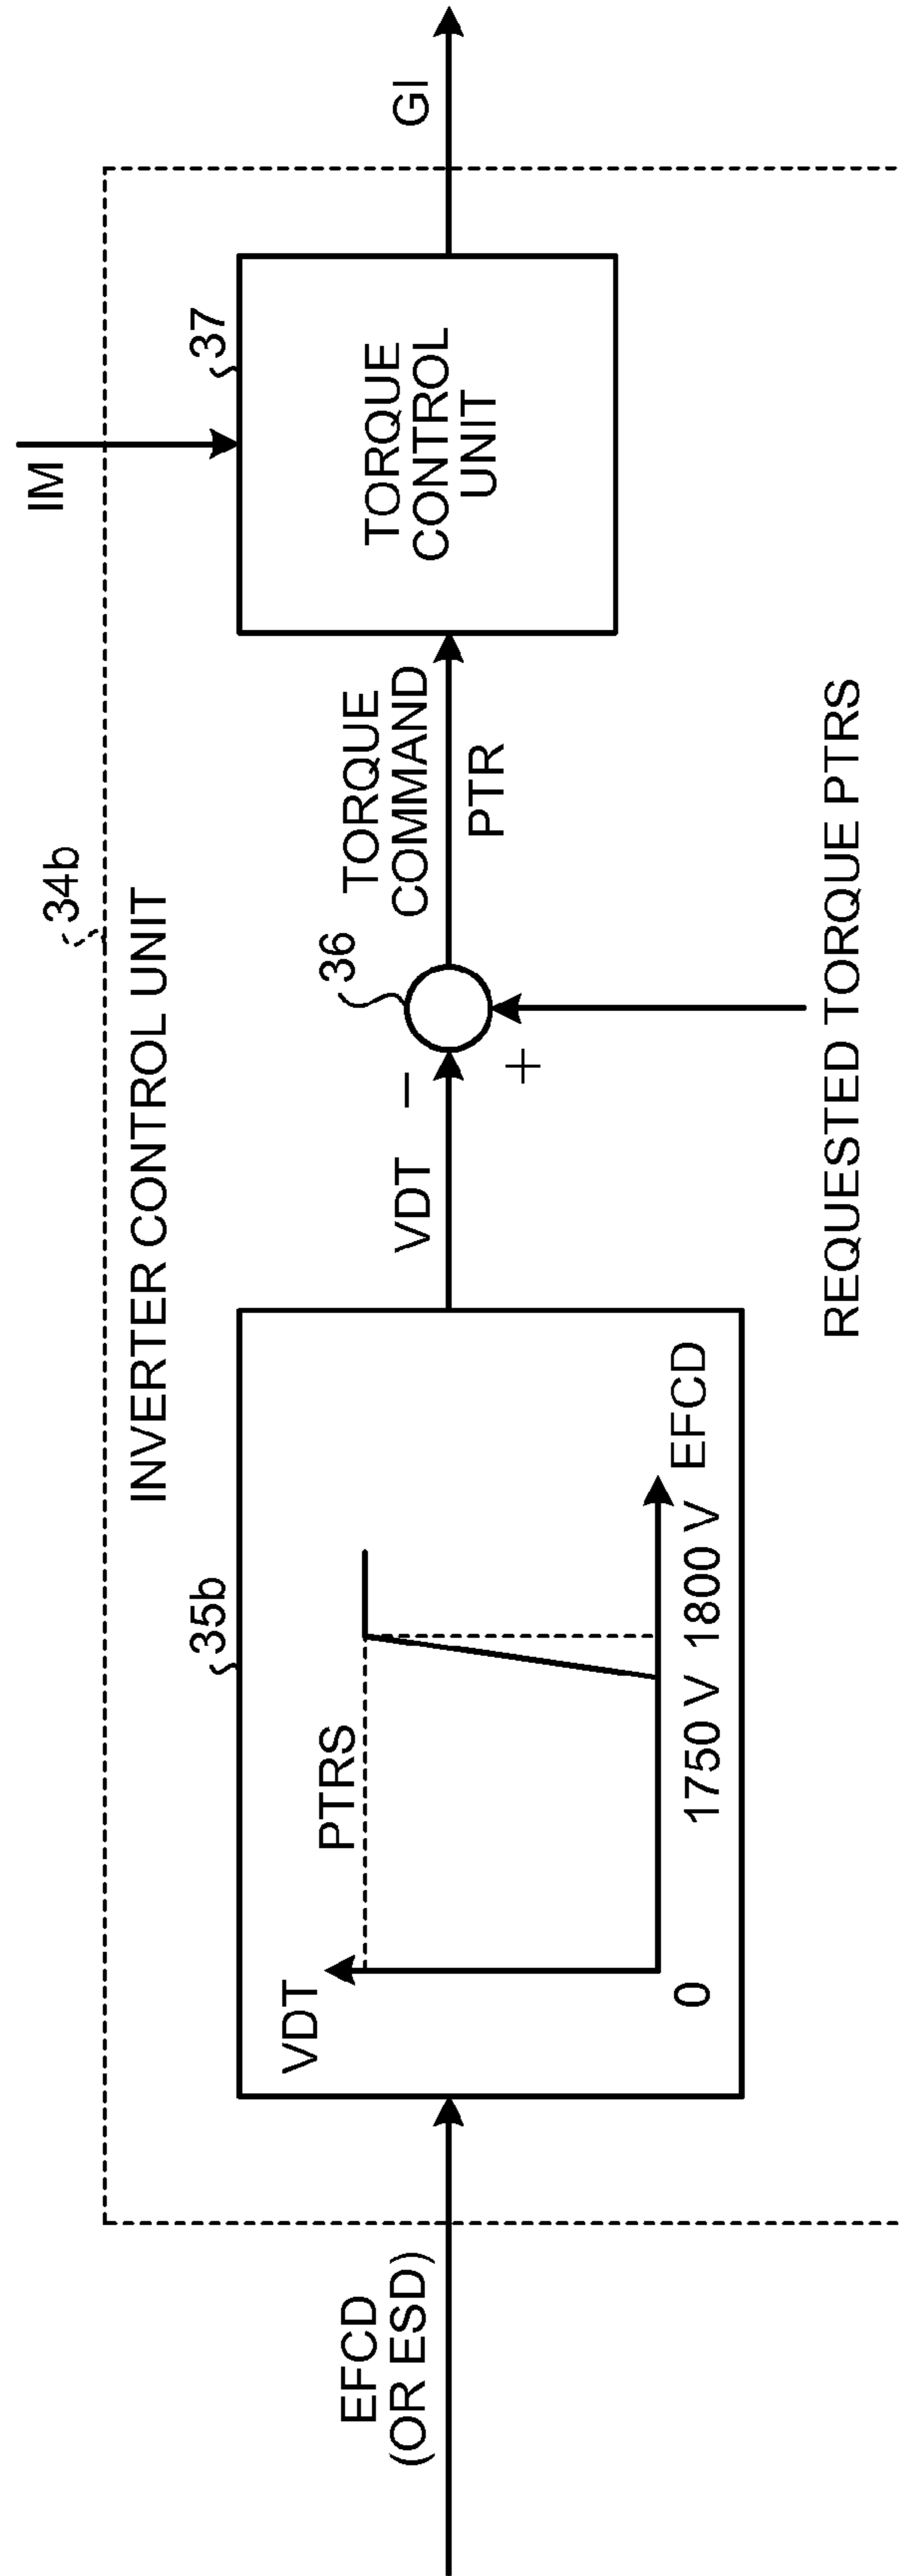 34b
INVERTER CONTROL UNIT
EFCD
(OR ESD)
35b
VDT
PTRS
0
1750 V 1800 V
EFCD
VDT
−
+
36
REQUESTED TORQUE PTRS
TORQUE
COMMAND
PTR
IM
37
TORQUE
CONTROL
UNIT
GI